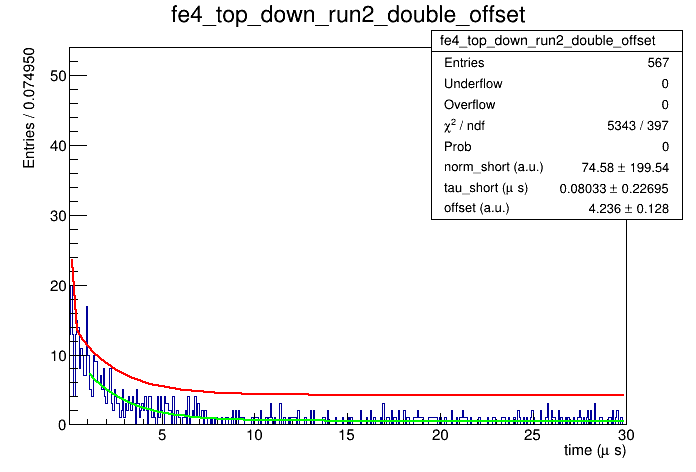 fe4_top_down_run2_double_offset
fe4_top_down_run2_double_offset
Entries 567
Underflow 0
Overflow 0
χ² / ndf 5343 / 397
Prob 0
norm_short (a.u.) 74.58 ± 199.54
tau_short (μ s) 0.08033 ± 0.22695
offset (a.u.) 4.236 ± 0.128
Entries / 0.074950
50
40
30
20
10
0
5 10 15 20 25 30
time (μ s)